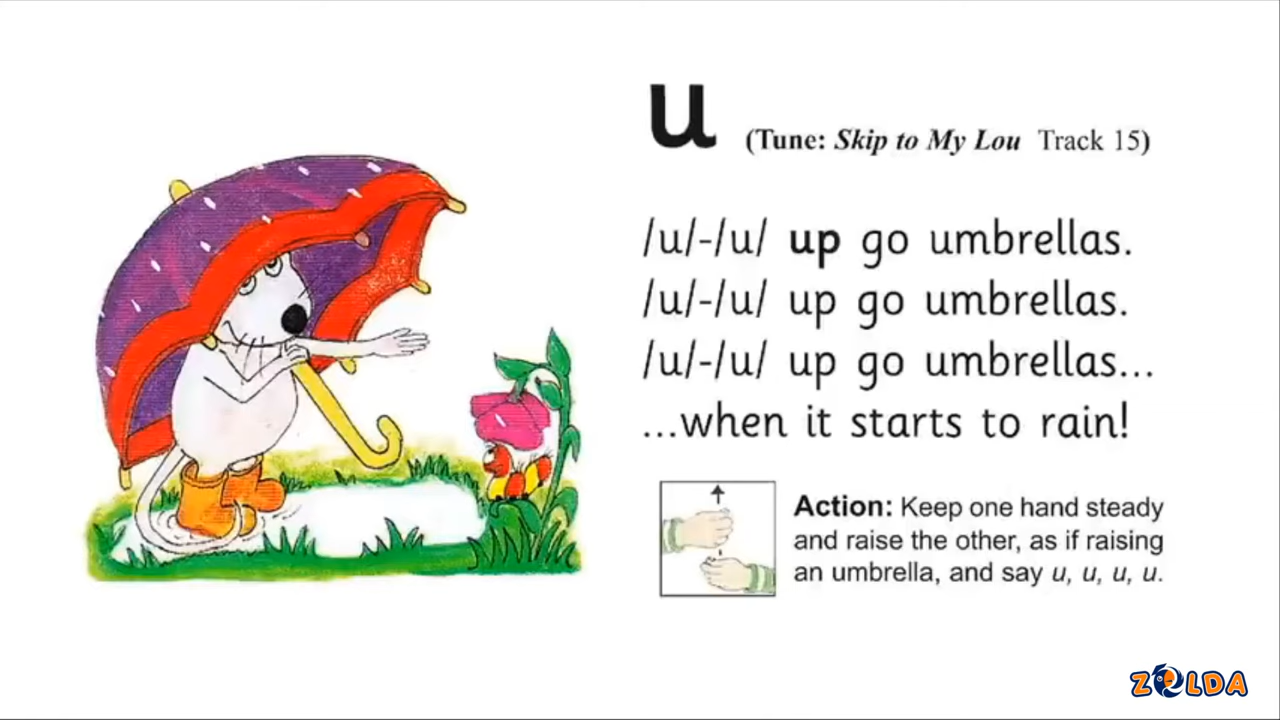 u (Tune: Skip to My Lou Track 15)
/u/-/u/ up go umbrellas.
/u/-/u/ up go umbrellas.
/u/-/u/ up go umbrellas...
...when it starts to rain!
Action: Keep one hand steady
and raise the other, as if raising
an umbrella, and say u, u, u, u.
ZELDA